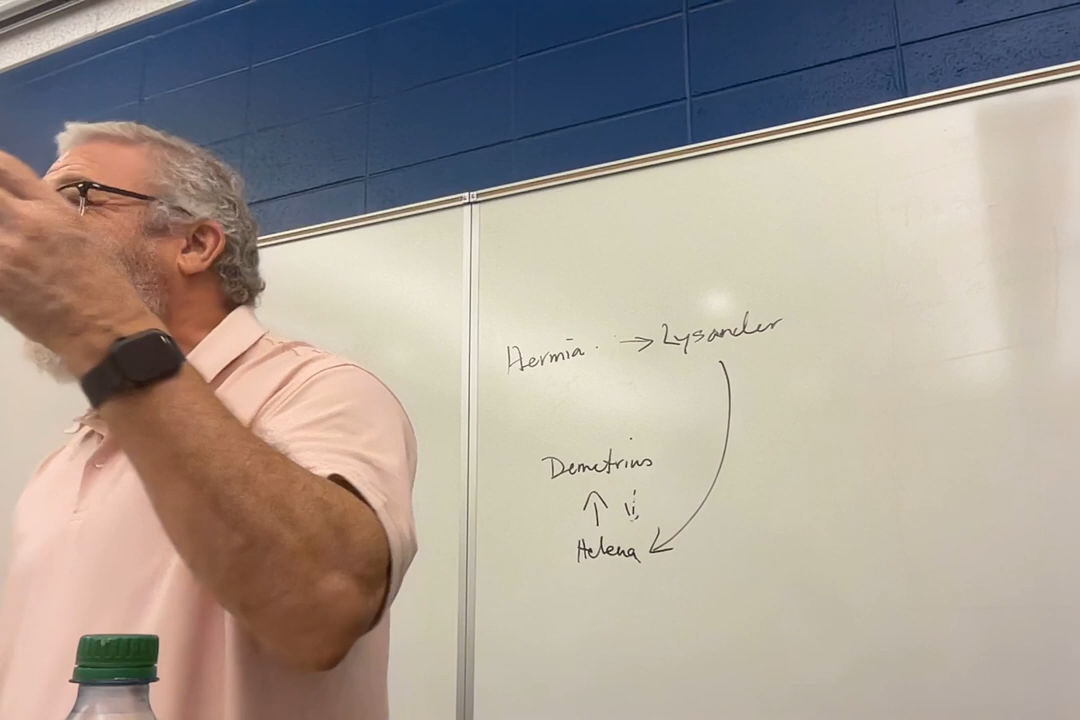 Hermia → Lysander
Demetrius
↑
Helena